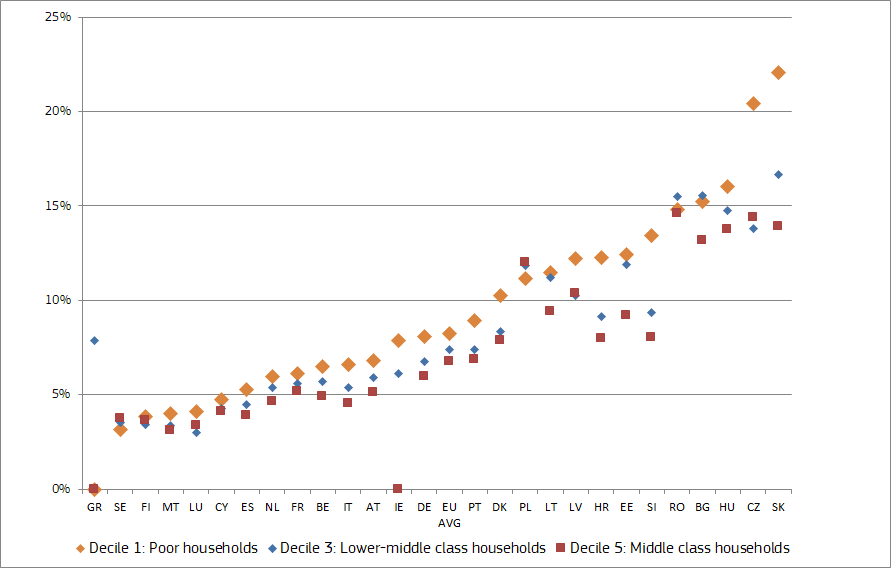 25%
20%
15%
10%
5%
0%
GR SE FI MT LU CY ES NL FR BE IT AT IE DE EU PT DK PL LT LV HR EE SI RO BG HU CZ SK
AVG
Decile 1: Poor households Decile 3: Lower-middle class households Decile 5: Middle class households